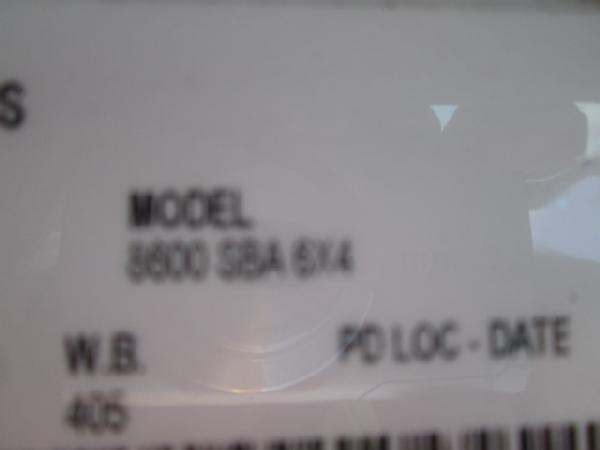 S
MODEL
8600 SBA 6X4
W.B.
PD LOC - DATE
405